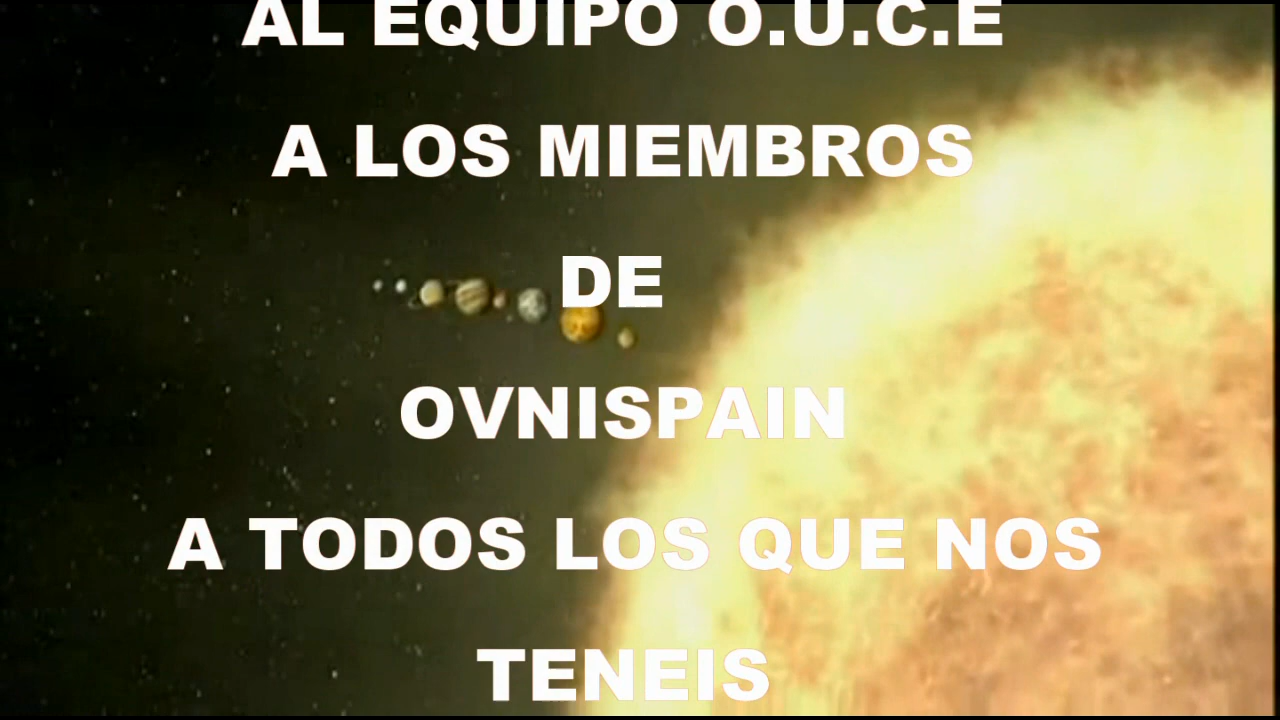 AL EQUIPO O.U.C.E
A LOS MIEMBROS
DE
OVNISPAIN
A TODOS LOS QUE NOS
TENEIS